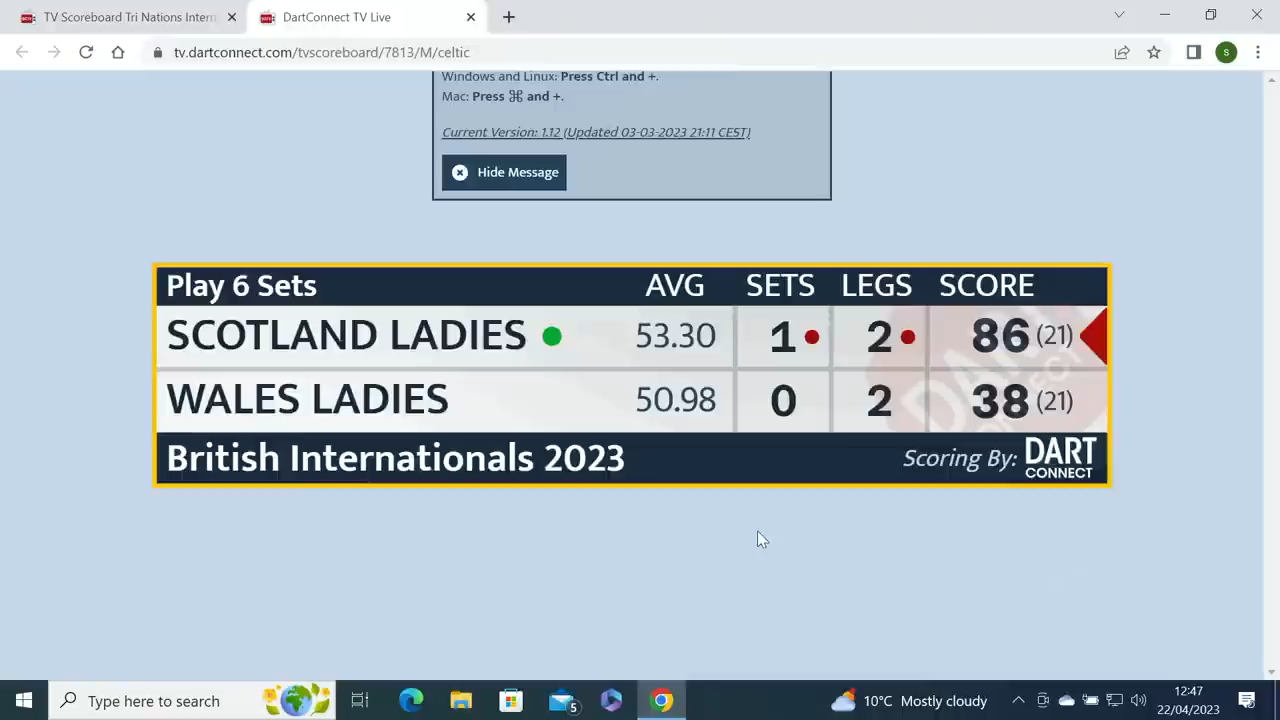 TV Scoreboard Tri Nations Intern
DartConnect TV Live
tv.dartconnect.com/tvscoreboard/7813/M/celtic
S
Windows and Linux: Press Ctrl and +.
Mac: Press ⌘ and +.
Current Version: 1.12 (Updated 03-03-2023 21:11 CEST)
Hide Message
Play 6 Sets AVG SETS LEGS SCORE
SCOTLAND LADIES 53.30 1 2 86 (21)
WALES LADIES 50.98 0 2 38 (21)
British Internationals 2023 Scoring By: DART CONNECT
Type here to search
5
10°C Mostly cloudy
12:47
22/04/2023